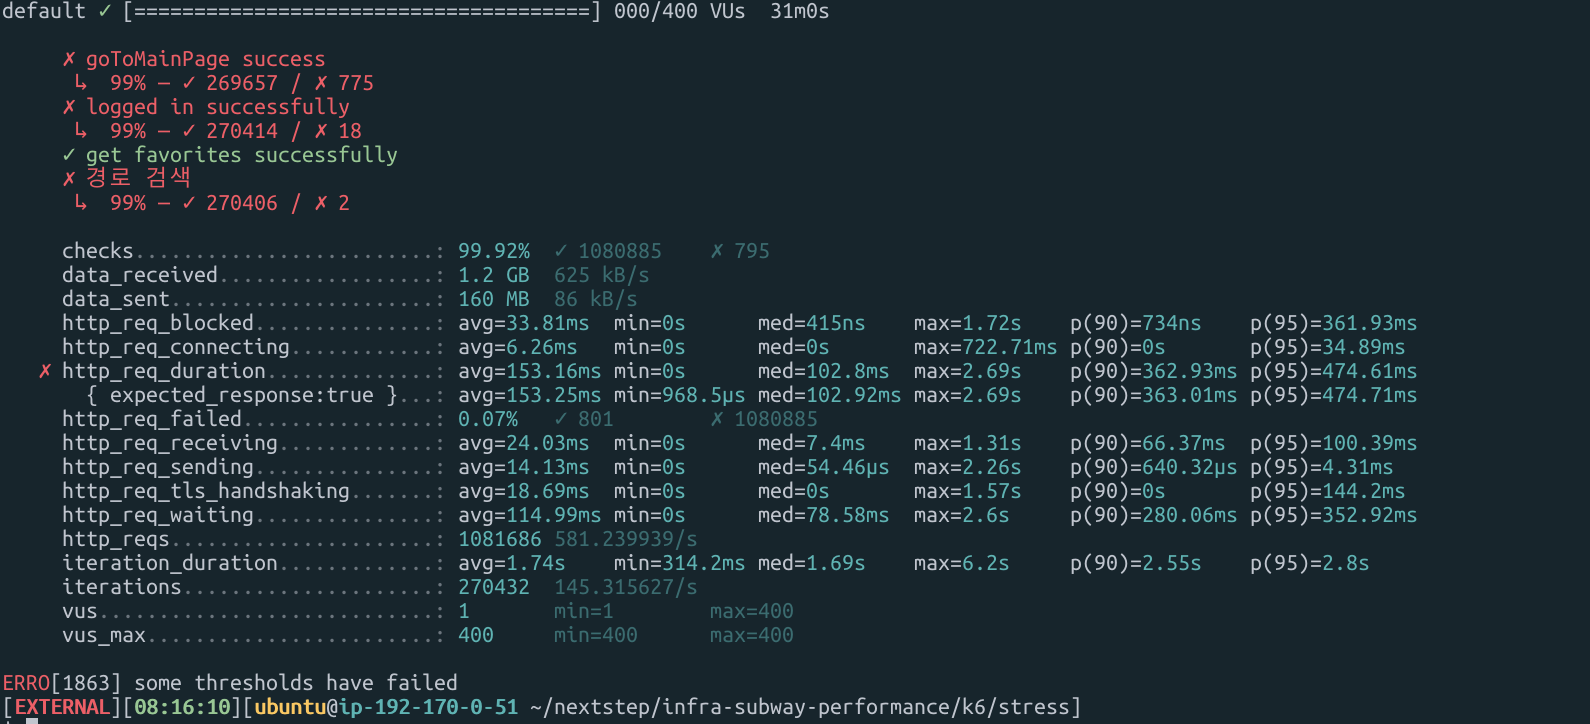 default ✓ [======================================] 000/400 VUs  31m0s
✗ goToMainPage success
↳  99% — ✓ 269657 / ✗ 775
✗ logged in successfully
↳  99% — ✓ 270414 / ✗ 18
✓ get favorites successfully
✗ 경로 검색
↳  99% — ✓ 270406 / ✗ 2
checks.........................: 99.92%  ✓ 1080885    ✗ 795
data_received..................: 1.2 GB  625 kB/s
data_sent......................: 160 MB  86 kB/s
http_req_blocked...............: avg=33.81ms  min=0s      med=415ns    max=1.72s    p(90)=734ns    p(95)=361.93ms
http_req_connecting............: avg=6.26ms   min=0s      med=0s       max=722.71ms p(90)=0s       p(95)=34.89ms
✗ http_req_duration..............: avg=153.16ms min=0s      med=102.8ms  max=2.69s    p(90)=362.93ms p(95)=474.61ms
{ expected_response:true }...: avg=153.25ms min=968.5µs med=102.92ms max=2.69s    p(90)=363.01ms p(95)=474.71ms
http_req_failed................: 0.07%   ✓ 801        ✗ 1080885
http_req_receiving.............: avg=24.03ms  min=0s      med=7.4ms    max=1.31s    p(90)=66.37ms  p(95)=100.39ms
http_req_sending...............: avg=14.13ms  min=0s      med=54.46µs  max=2.26s    p(90)=640.32µs p(95)=4.31ms
http_req_tls_handshaking.......: avg=18.69ms  min=0s      med=0s       max=1.57s    p(90)=0s       p(95)=144.2ms
http_req_waiting...............: avg=114.99ms min=0s      med=78.58ms  max=2.6s     p(90)=280.06ms p(95)=352.92ms
http_reqs......................: 1081686 581.239939/s
iteration_duration.............: avg=1.74s    min=314.2ms med=1.69s    max=6.2s     p(90)=2.55s    p(95)=2.8s
iterations.....................: 270432  145.315627/s
vus............................: 1       min=1        max=400
vus_max........................: 400     min=400      max=400
ERRO[1863] some thresholds have failed
[EXTERNAL][08:16:10][ubuntu@ip-192-170-0-51 ~/nextstep/infra-subway-performance/k6/stress]